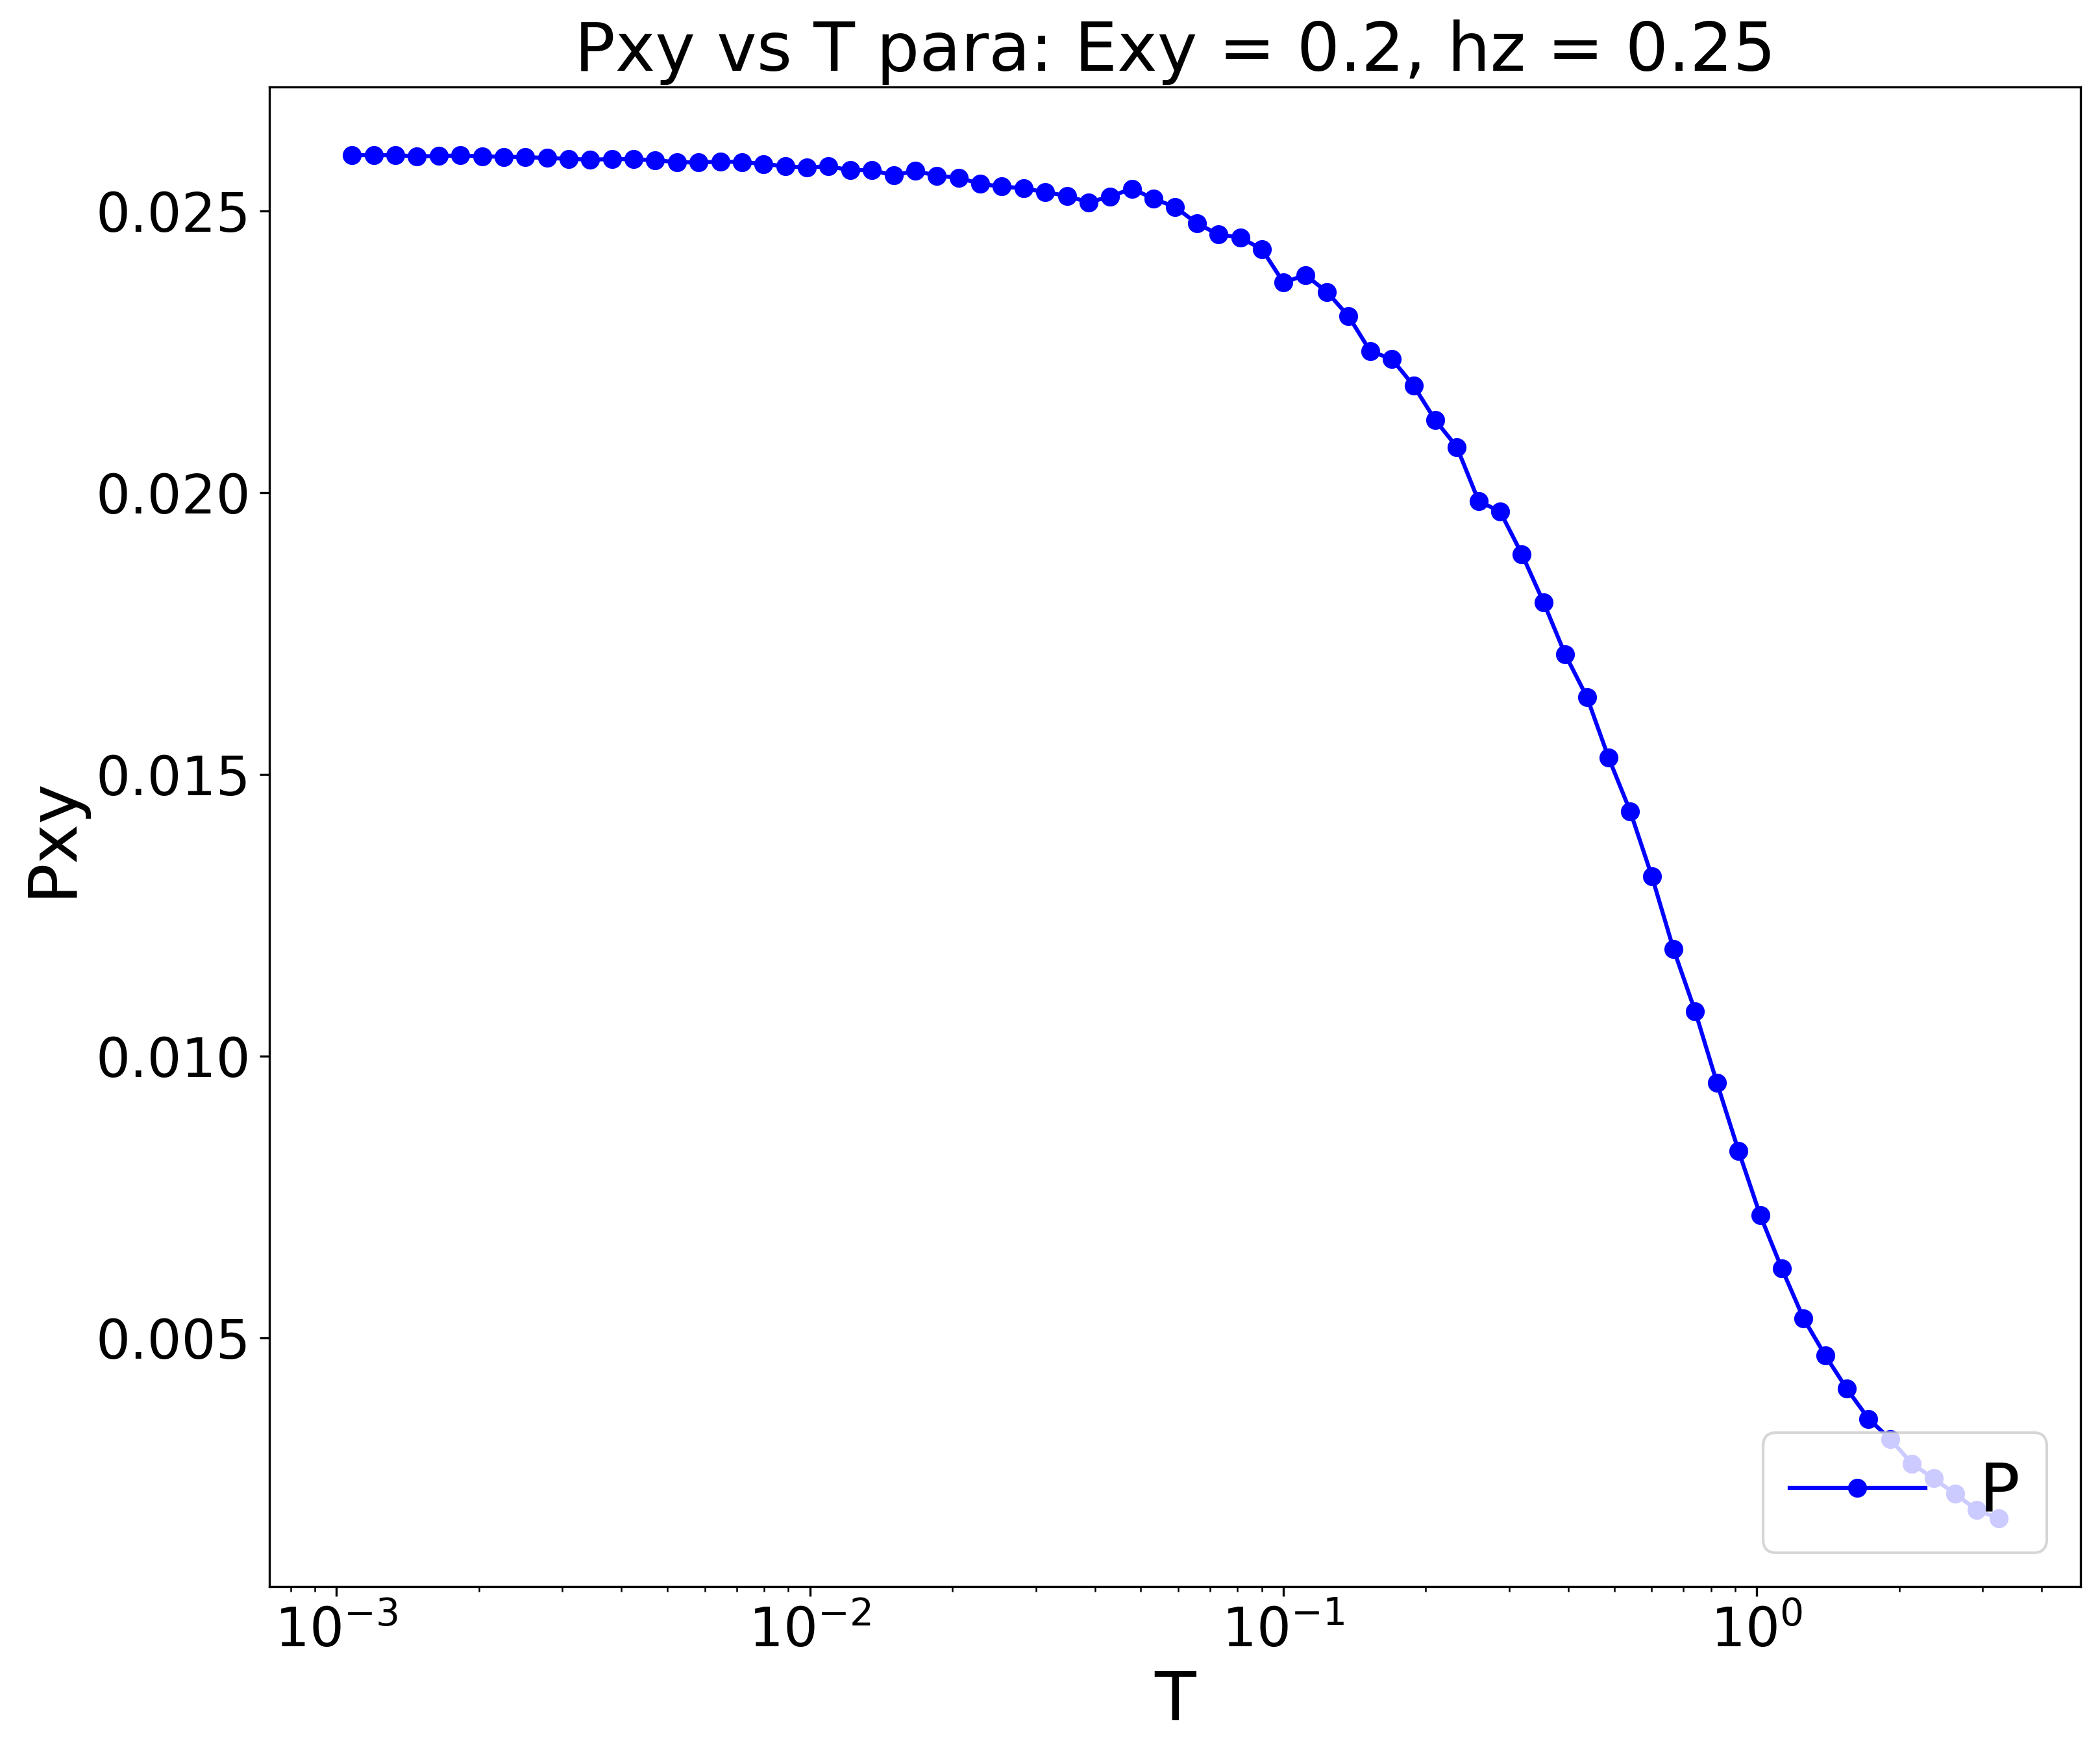 Pxy vs T para: Exy = 0.2, hz = 0.25
Pxy
0.025
0.020
0.015
0.010
0.005
P
10⁻³ 10⁻² 10⁻¹ 10⁰
T